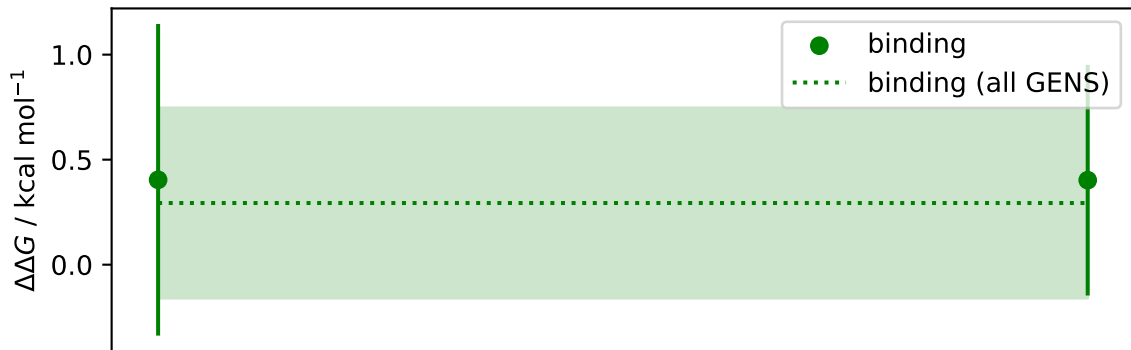 1.0
0.5
0.0
ΔΔG / kcal mol⁻¹
binding
binding (all GENS)